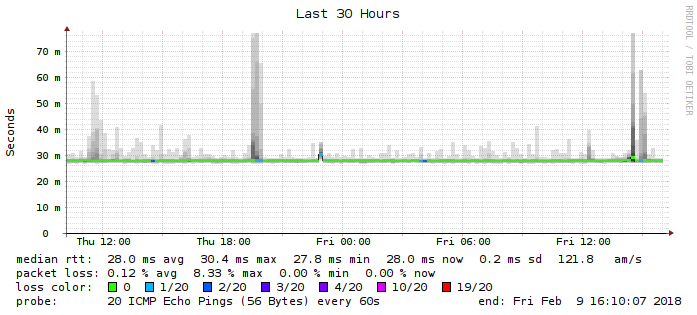 Last 30 Hours
RRDTOOL / TOBI OETIKER
Seconds
70 m
60 m
50 m
40 m
30 m
20 m
10 m
0
Thu 12:00 Thu 18:00 Fri 00:00 Fri 06:00 Fri 12:00
median rtt: 28.0 ms avg 30.4 ms max 27.8 ms min 28.0 ms now 0.2 ms sd 121.8 am/s
packet loss: 0.12 % avg 8.33 % max 0.00 % min 0.00 % now
loss color: 0 1/20 2/20 3/20 4/20 10/20 19/20
probe: 20 ICMP Echo Pings (56 Bytes) every 60s end: Fri Feb 9 16:10:07 2018